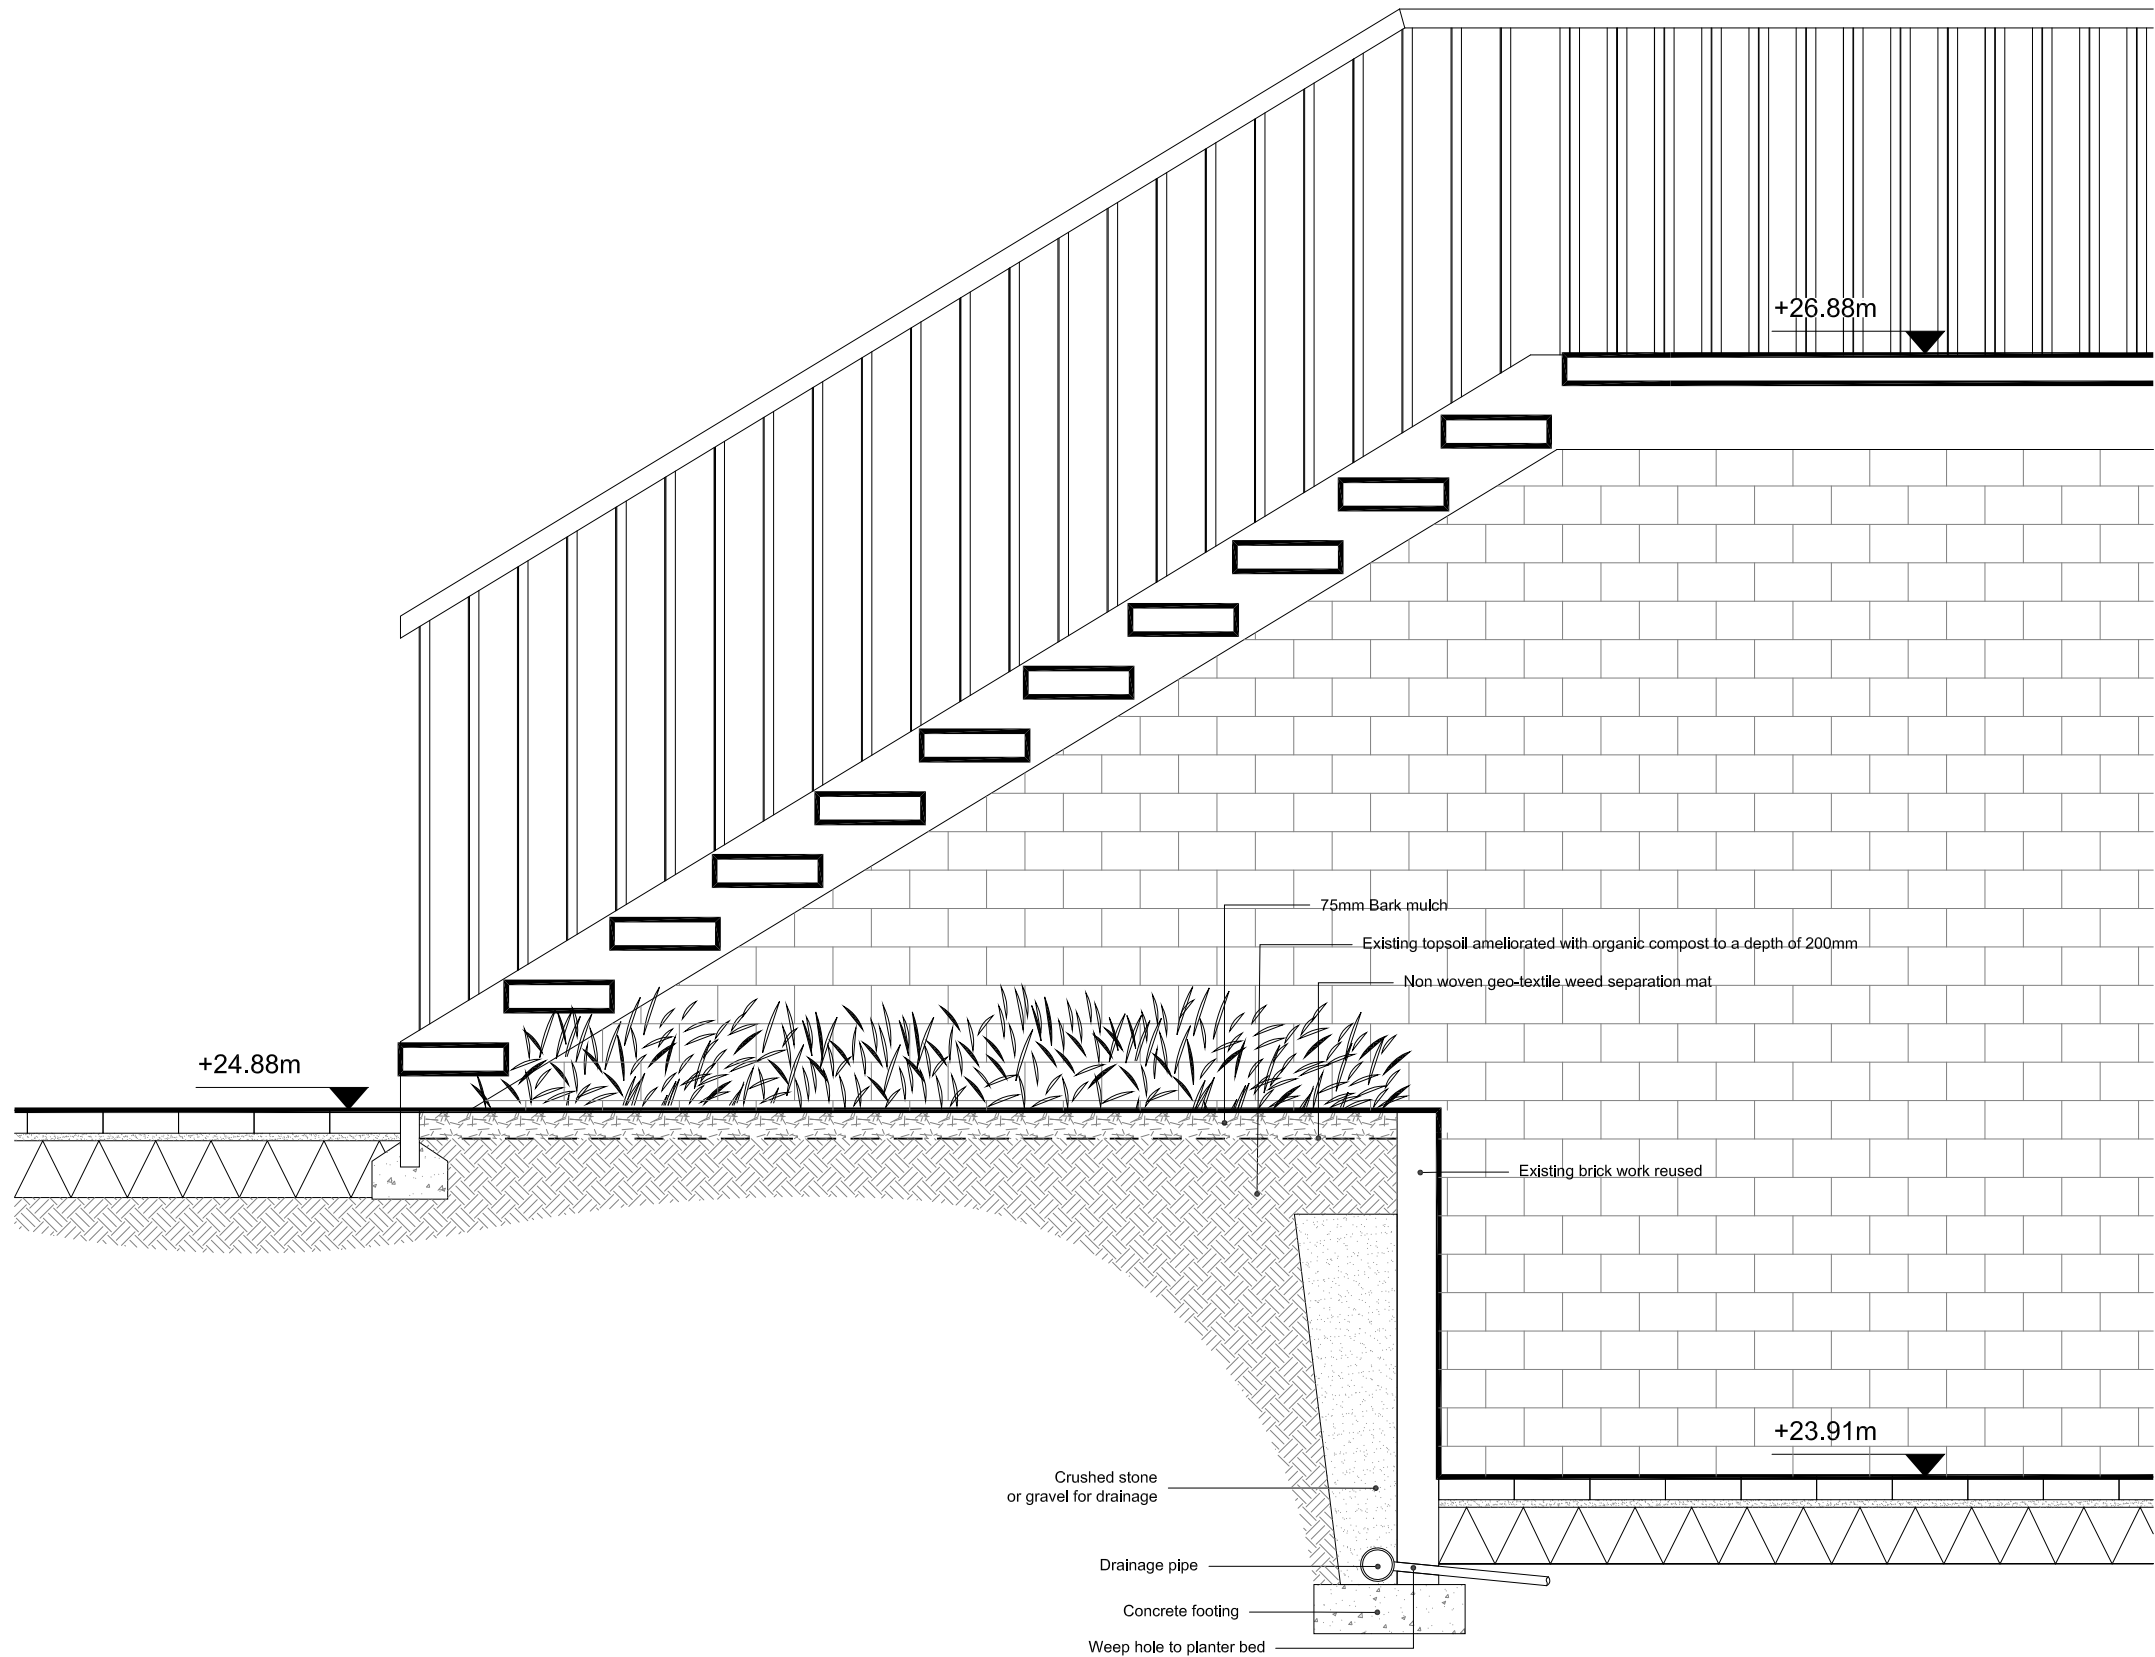 +26.88m
75mm Bark mulch
Existing topsoil ameliorated with organic compost to a depth of 200mm
Non woven geo-textile weed separation mat
+24.88m
Existing brick work reused
+23.91m
Crushed stone
or gravel for drainage
Drainage pipe
Concrete footing
Weep hole to planter bed